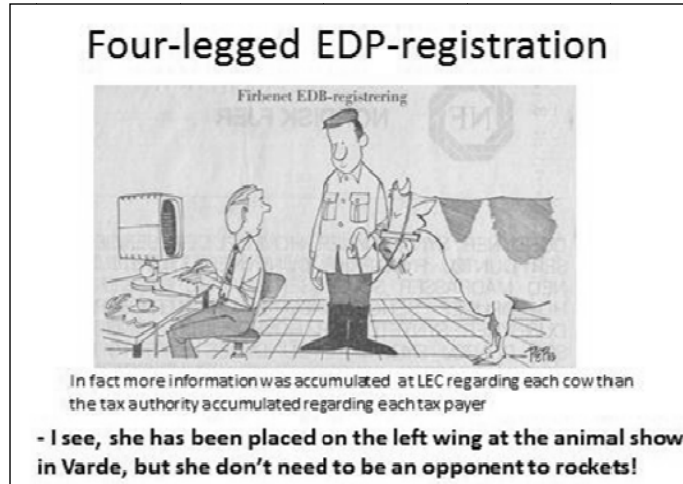 Four-legged EDP-registration
Firbenet EDB-registrering
NF
In fact more information was accumulated at LEC regarding each cow than
the tax authority accumulated regarding each tax payer
- I see, she has been placed on the left wing at the animal show
in Varde, but she don't need to be an opponent to rockets!